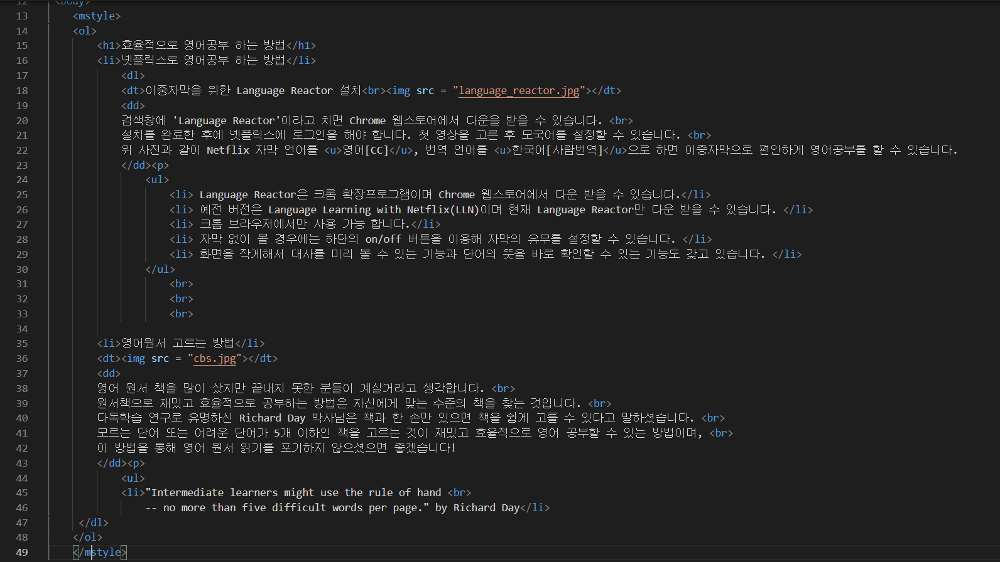 12 <body>
13 <mstyle>
14 <ol>
15 <h1>효율적으로 영어공부 하는 방법</h1>
16 <li>넷플릭스로 영어공부 하는 방법</li>
17 <dl>
18 <dt>이중자막을 위한 Language Reactor 설치<br><img src = "language_reactor.jpg"></dt>
19 <dd>
20 검색창에 'Language Reactor'이라고 치면 Chrome 웹스토어에서 다운을 받을 수 있습니다. <br>
21 설치를 완료한 후에 넷플릭스에 로그인을 해야 합니다. 첫 영상을 고른 후 모국어를 설정할 수 있습니다. <br>
22 위 사진과 같이 Netflix 자막 언어를 <u>영어[CC]</u>, 번역 언어를 <u>한국어[사람번역]</u>으로 하면 이중자막으로 편안하게 영어공부를 할 수 있습니다.
23 </dd><p>
24 <ul>
25 <li> Language Reactor은 크롬 확장프로그램이며 Chrome 웹스토어에서 다운 받을 수 있습니다.</li>
26 <li> 예전 버전은 Language Learning with Netflix(LLN)이며 현재 Language Reactor만 다운 받을 수 있습니다. </li>
27 <li> 크롬 브라우저에서만 사용 가능 합니다.</li>
28 <li> 자막 없이 볼 경우에는 하단의 on/off 버튼을 이용해 자막의 유무를 설정할 수 있습니다. </li>
29 <li> 화면을 작게해서 대사를 미리 볼 수 있는 기능과 단어의 뜻을 바로 확인할 수 있는 기능도 갖고 있습니다. </li>
30 </ul>
31 <br>
32 <br>
33 <br>
34
35 <li>영어원서 고르는 방법</li>
36 <dt><img src = "cbs.jpg"></dt>
37 <dd>
38 영어 원서 책을 많이 샀지만 끝내지 못한 분들이 계실거라고 생각합니다. <br>
39 원서책으로 재밌고 효율적으로 공부하는 방법은 자신에게 맞는 수준의 책을 찾는 것입니다. <br>
40 다독학습 연구로 유명하신 Richard Day 박사님은 책과 한 손만 있으면 책을 쉽게 고를 수 있다고 말하셨습니다. <br>
41 모르는 단어 또는 어려운 단어가 5개 이하인 책을 고르는 것이 재밌고 효율적으로 영어 공부할 수 있는 방법이며, <br>
42 이 방법을 통해 영어 원서 읽기를 포기하지 않으셨으면 좋겠습니다!
43 </dd><p>
44 <ul>
45 <li>"Intermediate learners might use the rule of hand <br>
46 -- no more than five difficult words per page." by Richard Day</li>
47 </dl>
48 </ol>
49 </mstyle>